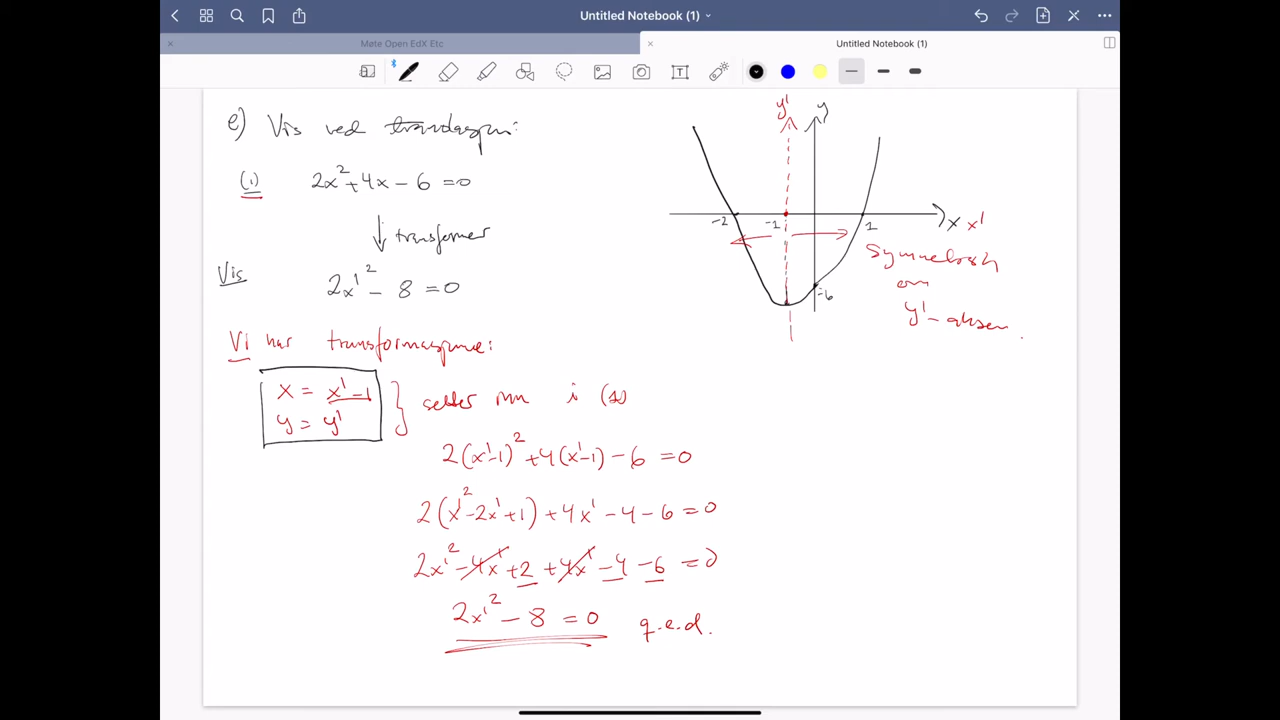 Untitled Notebook (1)
Møte Open EdX Etc
Untitled Notebook (1)
e) Vis ved
(1) 2x² + 4x - 6 = 0
↓ transformer
Vis 2x'² - 8 = 0
Vi har transformasjonene:
x = x' - 1
y = y'
} setter inn i (1)
2(x'-1)² + 4(x'-1) - 6 = 0
2(x'² - 2x' + 1) + 4x' - 4 - 6 = 0
2x'² - 4x' + 2 + 4x' - 4 - 6 = 0
2x'² - 8 = 0 q.e.d.
y' y
-2 -1 1 x x'
-6
Symmetrisk
om
y'-aksen.